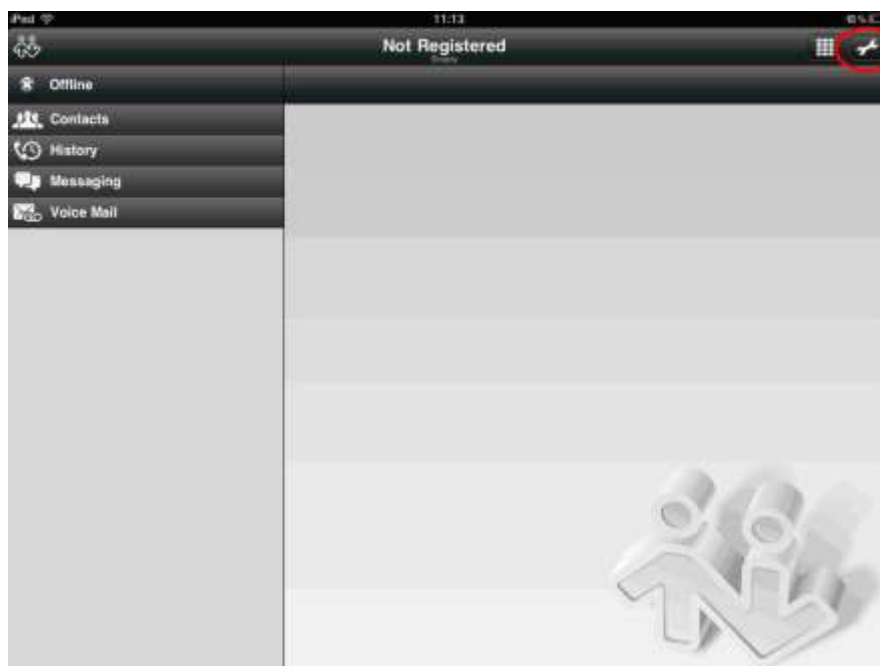 iPad 11:13
Not Registered
Offline
Contacts
History
Messaging
Voice Mail